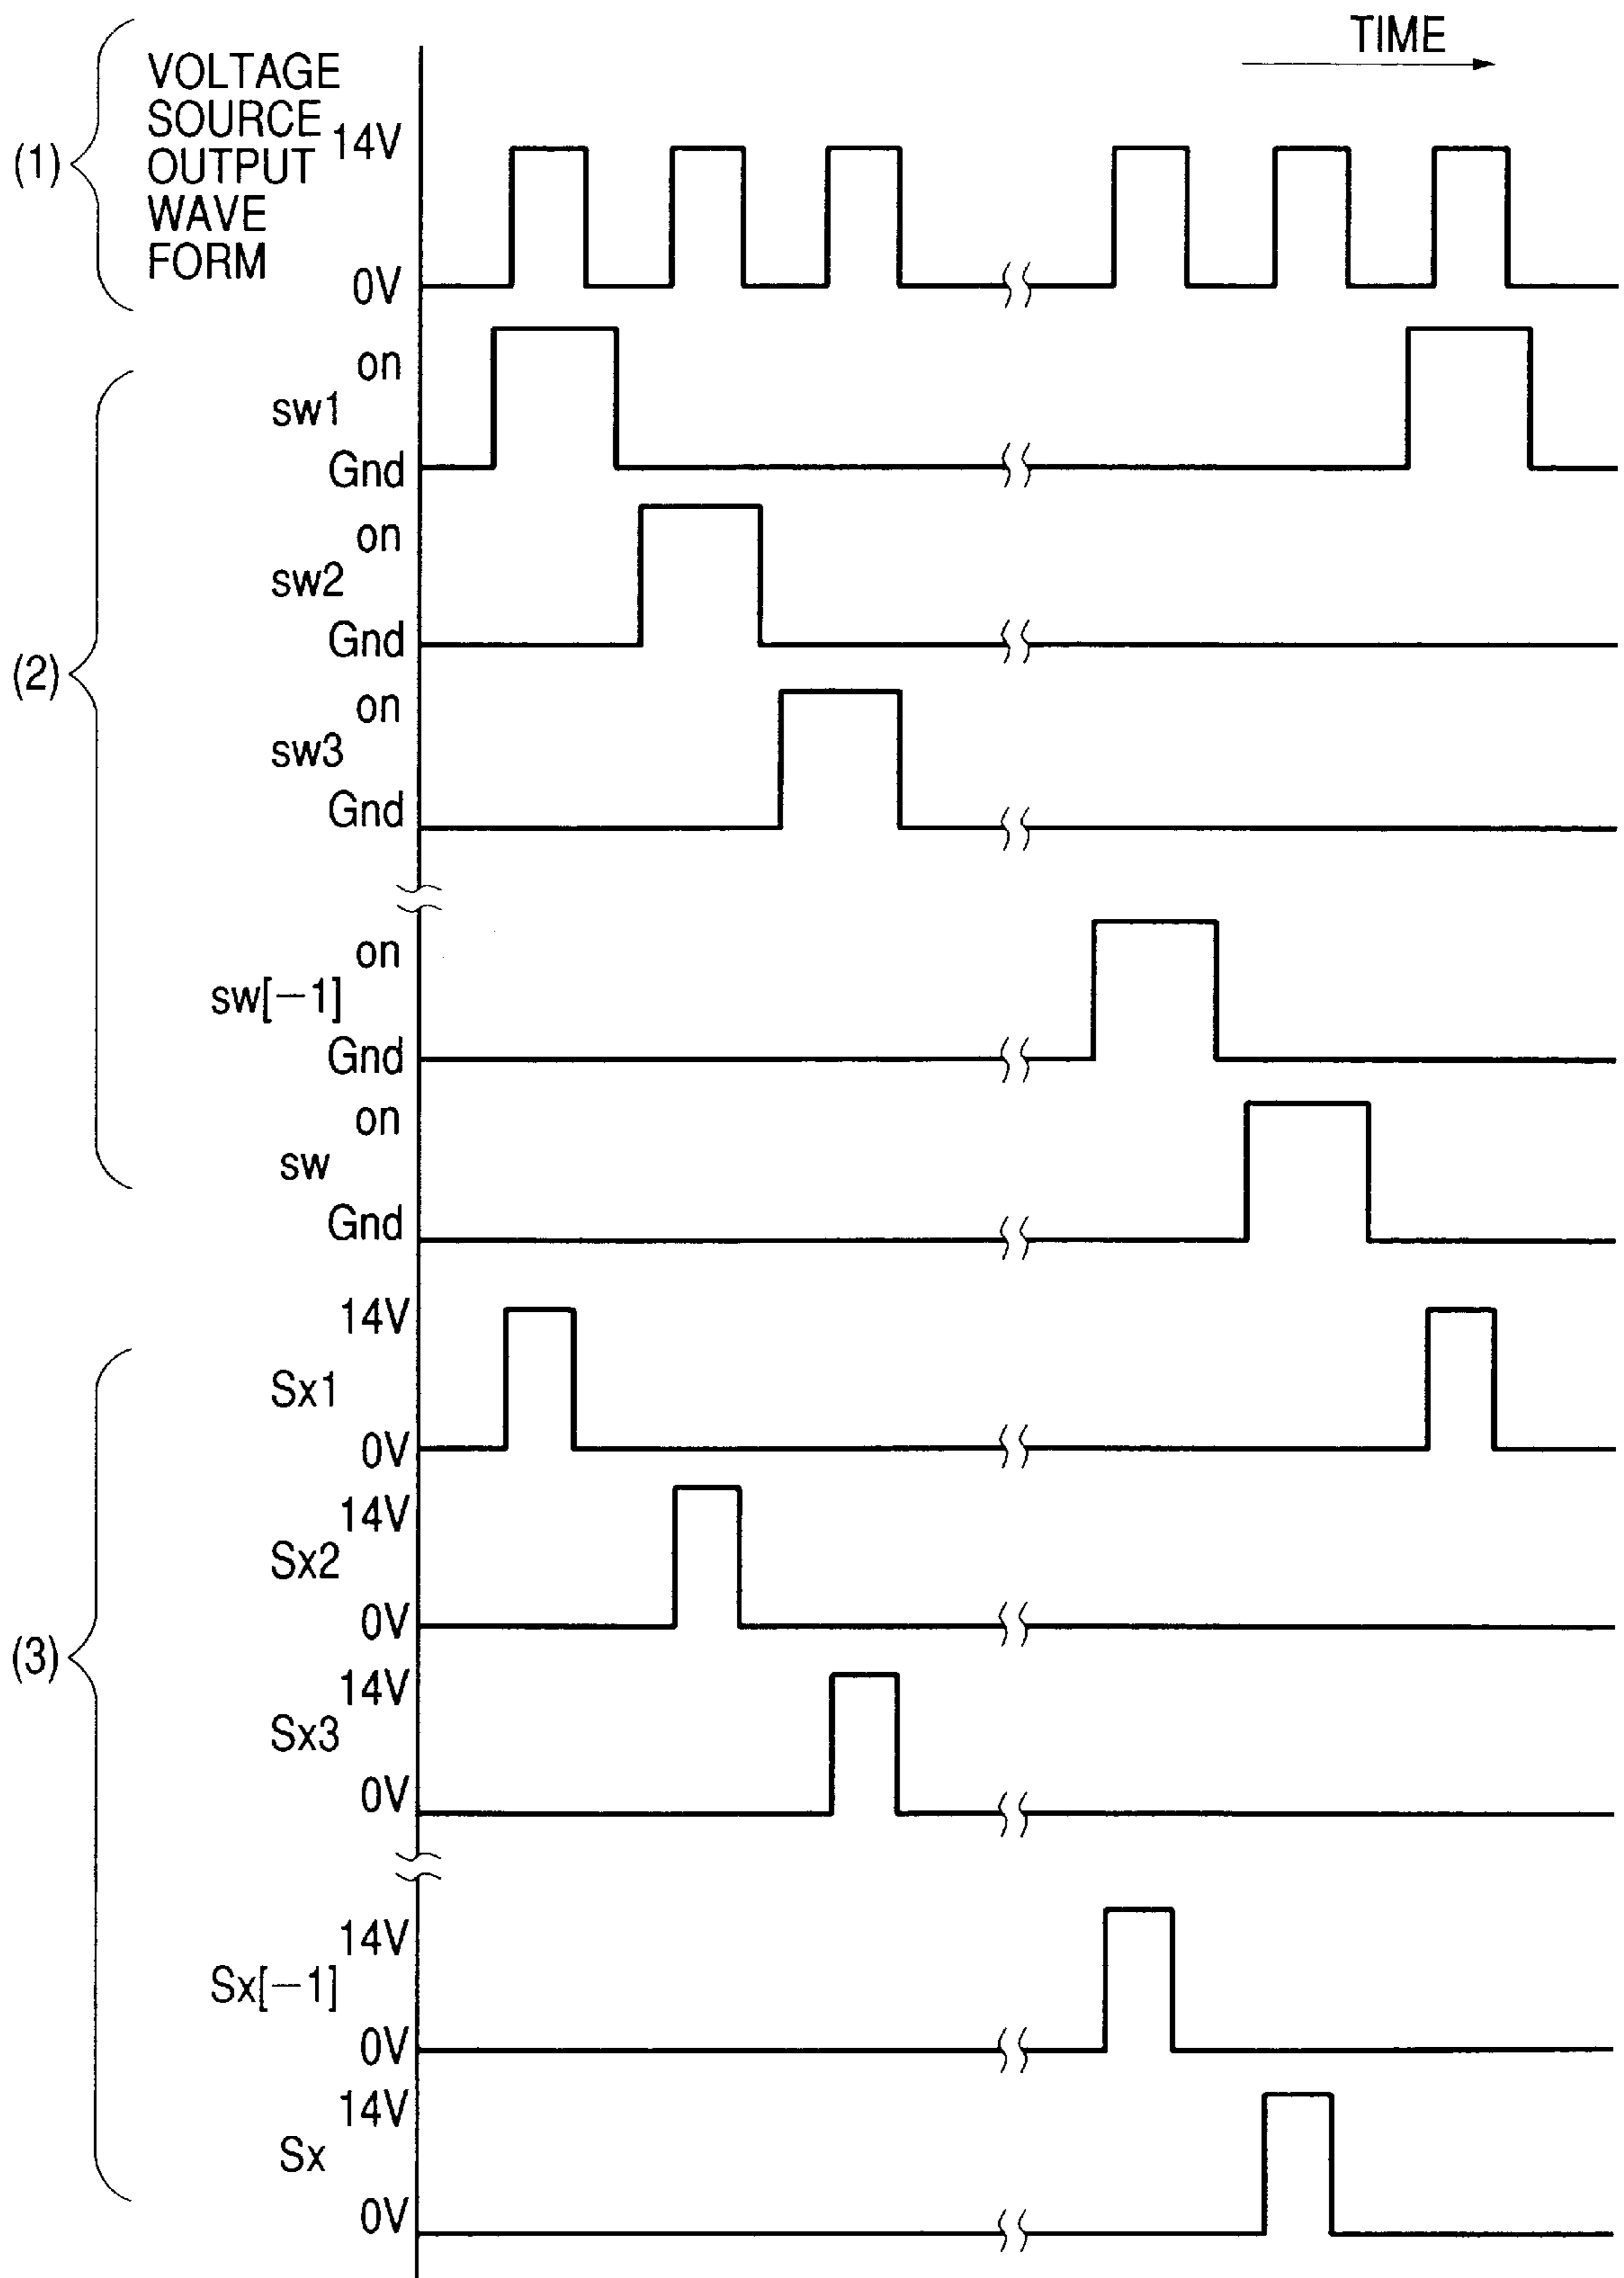 TIME
(1)
VOLTAGE
SOURCE
OUTPUT
WAVE
FORM
14V
0V
(2)
on
sw1
Gnd
on
sw2
Gnd
on
sw3
Gnd
on
sw[−1]
Gnd
on
sw
Gnd
(3)
14V
Sx1
0V
14V
Sx2
0V
14V
Sx3
0V
14V
Sx[−1]
0V
14V
Sx
0V